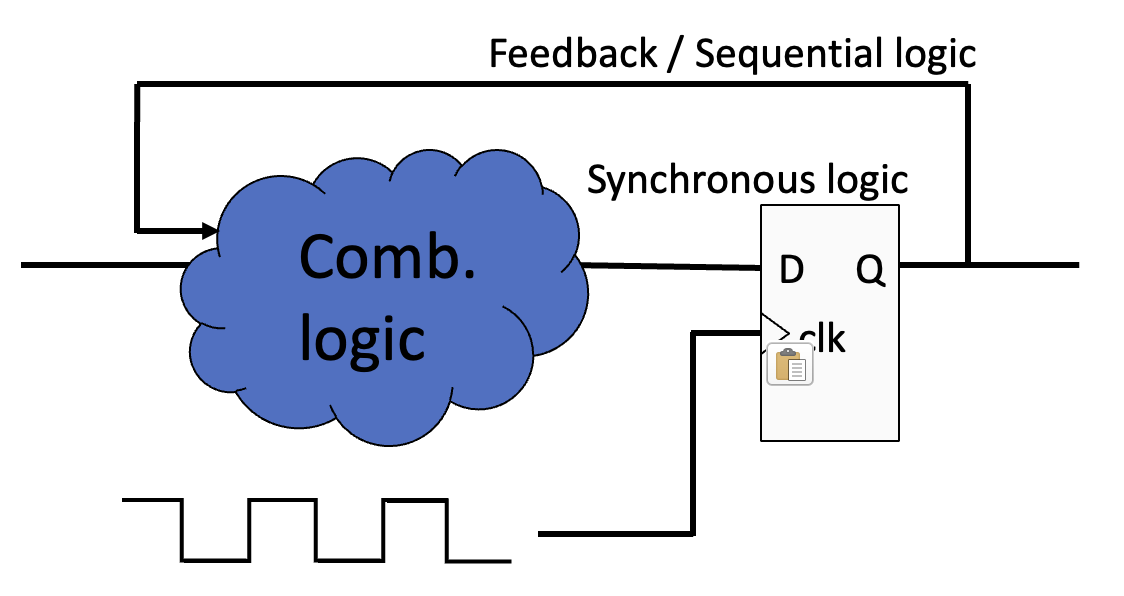 Feedback / Sequential logic
Synchronous logic
Comb.
logic
D Q
clk